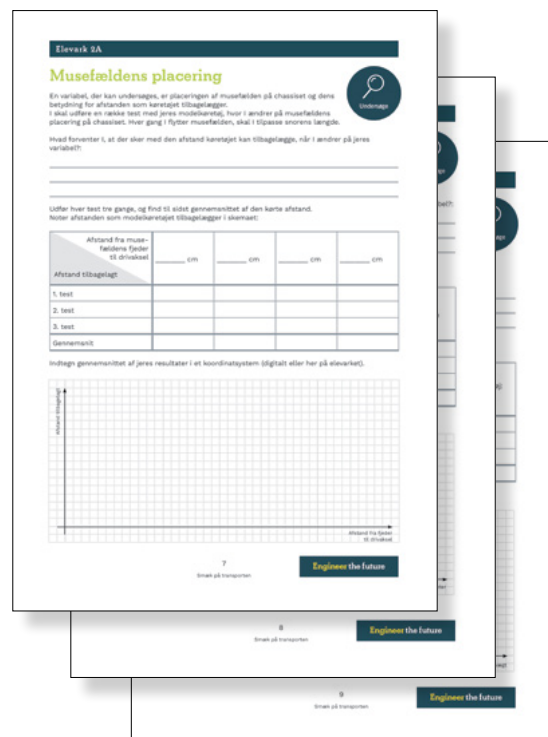 Elevark 2A
Musefældens placering
En variabel, der kan undersøges, er placeringen af musefælden på chassiset og dens
betydning for afstanden som køretøjet tilbagelægger.
I skal udføre en række test med jeres modelkøretøj, hvor I ændrer på musefældens
placering på chassiset. Hver gang I flytter musefælden, skal I tilpasse snorens længde.
Undersøge
Hvad forventer I, at der sker med den afstand køretøjet kan tilbagelægge, når I ændrer på jeres
variabel?:
Udfør hver test tre gange, og find til sidst gennemsnittet af den kørte afstand.
Noter afstanden som modelkøretøjet tilbagelægger i skemaet:
Afstand fra muse-
fældens fjeder
til drivaksel
Afstand tilbagelagt
______ cm ______ cm ______ cm ______ cm
1. test
2. test
3. test
Gennemsnit
Indtegn gennemsnittet af jeres resultater i et koordinatsystem (digitalt eller her på elevarket).
Afstand tilbagelagt
Afstand fra fjeder
til drivaksel
7
Smæk på transporten
Engineer the future
8
Smæk på transporten
Engineer the future
9
Smæk på transporten
Engineer the future